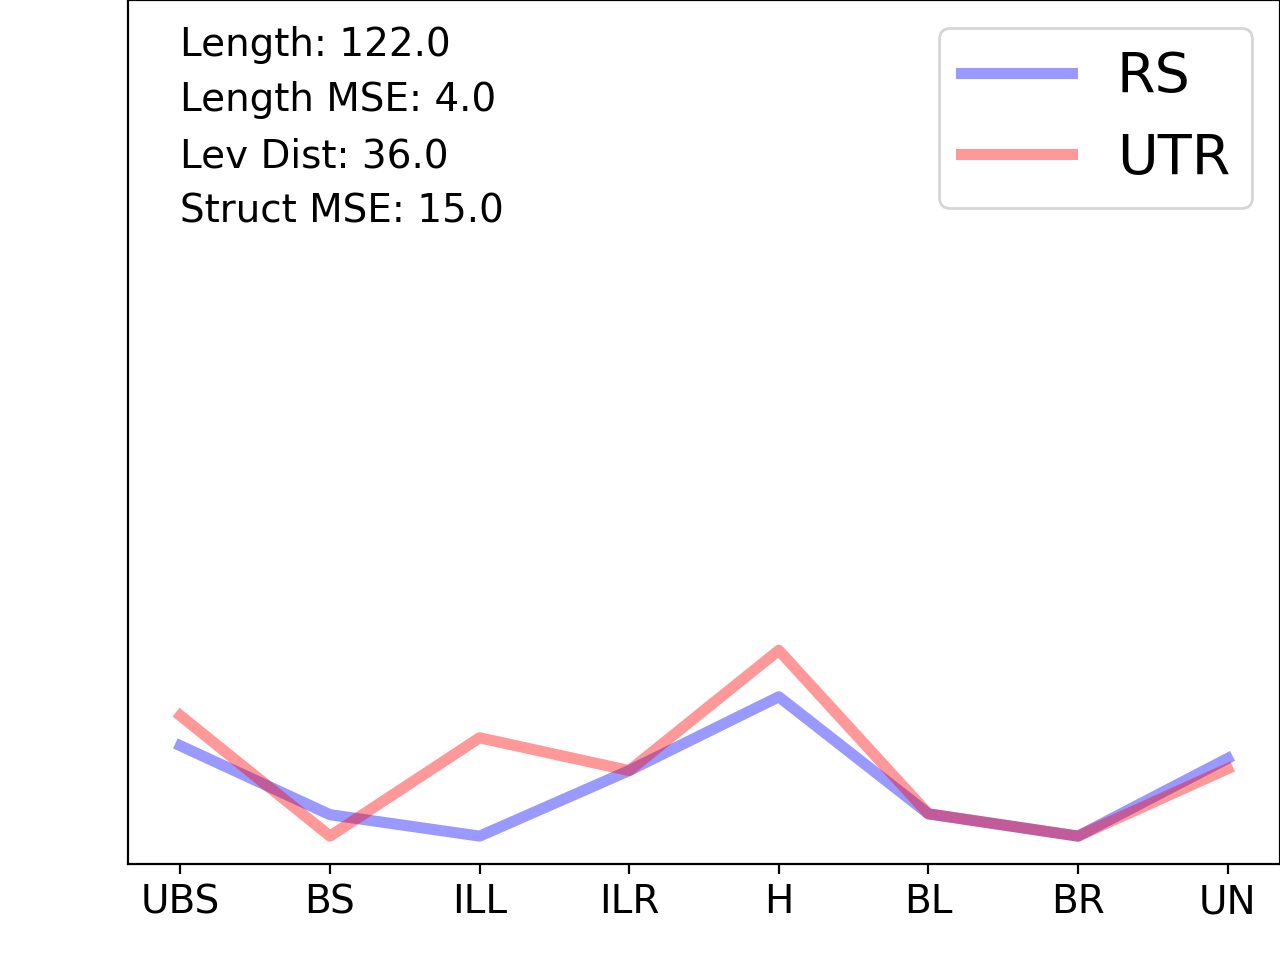 Length: 122.0
Length MSE: 4.0
Lev Dist: 36.0
Struct MSE: 15.0
RS
UTR
UBS BS ILL ILR H BL BR UN